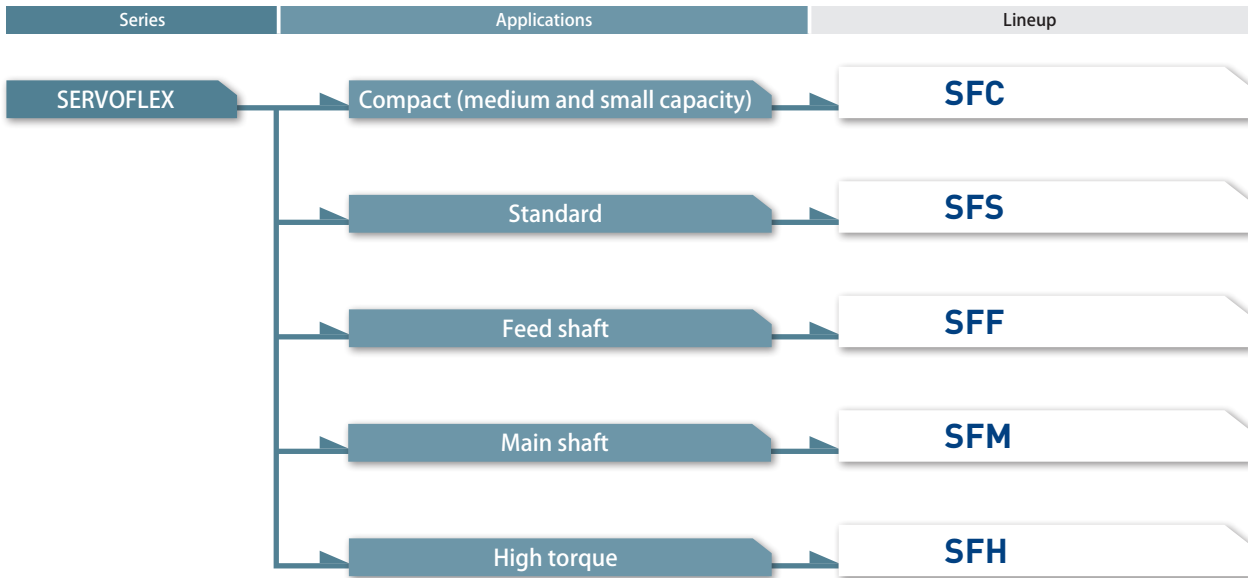 Series Applications Lineup
SERVOFLEX Compact (medium and small capacity) SFC
Standard SFS
Feed shaft SFF
Main shaft SFM
High torque SFH